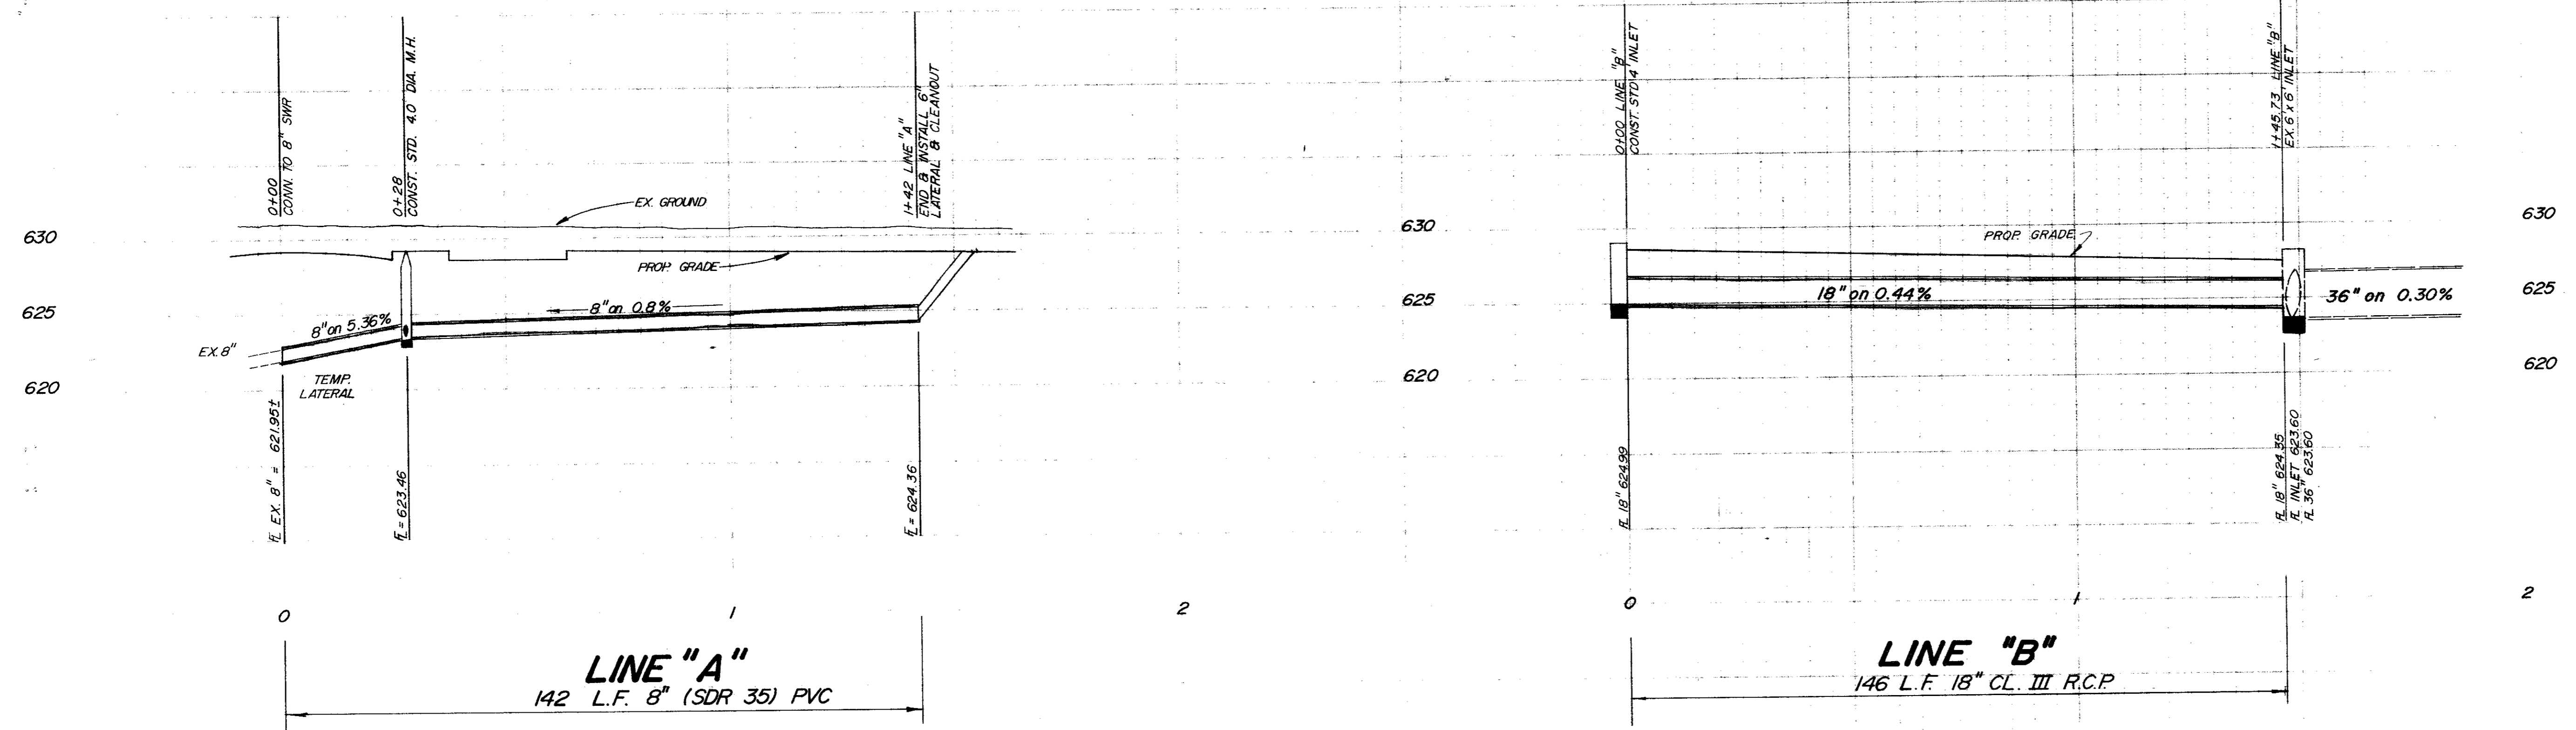 0+00
CONN. TO 8" SWR
0+28
CONST. STD. 4.0' DIA. M.H.
1+42 LINE "A"
END & INSTALL 6"
LATERAL & CLEANOUT
EX. GROUND
PROP. GRADE
630
625
620
8" on 5.36%
8" on 0.8%
EX. 8"
TEMP.
LATERAL
FL EX. 8" = 621.95±
FL = 623.46
FL = 624.36
0
1
2
LINE "A"
142 L.F. 8" (SDR 35) PVC
0+00 LINE "B"
CONST. STD 4' INLET
1+45.73 LINE "B"
EX. 6' x 6' INLET
630
625
620
PROP. GRADE
18" on 0.44%
36" on 0.30%
630
625
620
FL 18" 624.99
FL 18" 624.35
FL INLET 623.60
FL 36" 623.60
0
1
2
LINE "B"
146 L.F. 18" CL. III R.C.P.